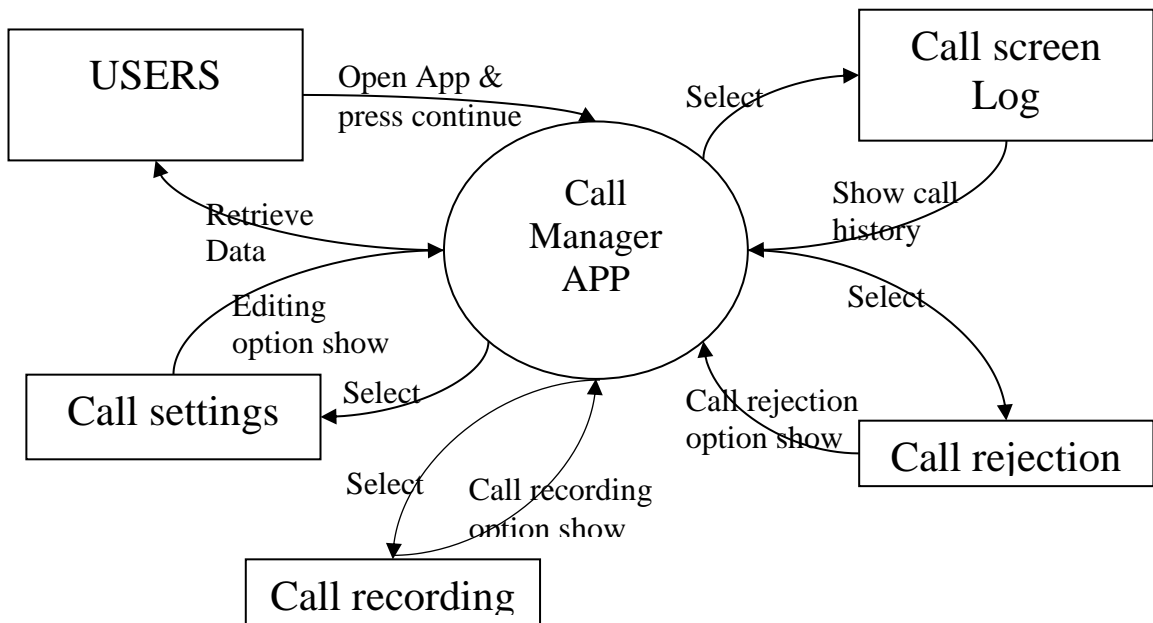 USERS
Open App &
press continue
Select
Call screen
Log
Call
Manager
APP
Retrieve
Data
Show call
history
Editing
option show
Select
Call settings
Select
Call rejection
option show
Call rejection
Select
Call recording
option show
Call recording